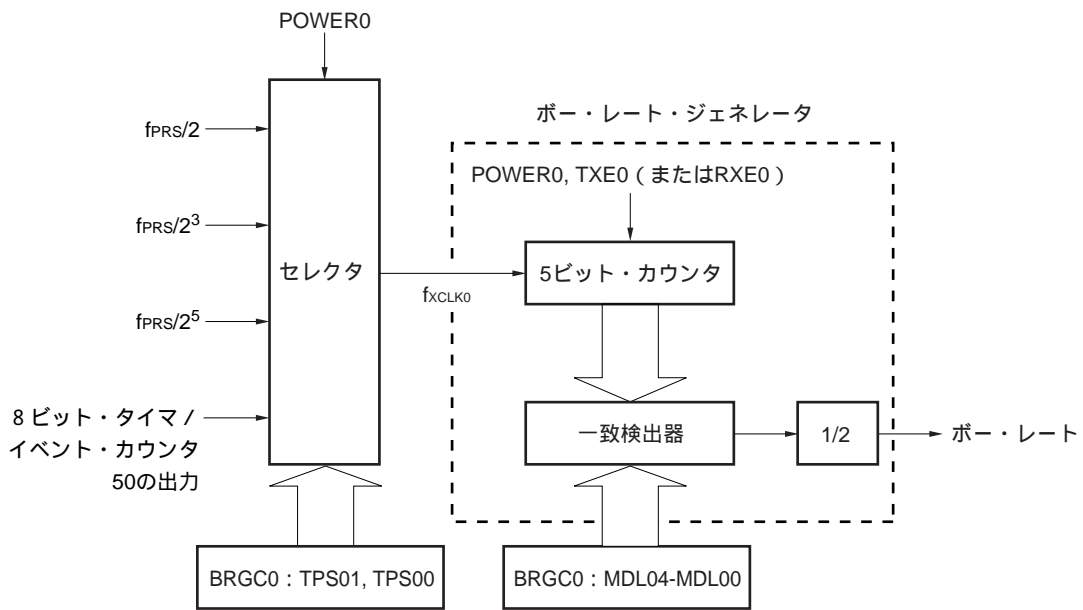 POWER0
fPRS/2
ボー・レート・ジェネレータ
POWER0, TXE0（またはRXE0）
fPRS/2³
セレクタ
5ビット・カウンタ
fXCLK0
fPRS/2⁵
8 ビット・タイマ /
イベント・カウンタ
50の出力
一致検出器
1/2
ボー・レート
BRGC0：TPS01, TPS00
BRGC0：MDL04-MDL00